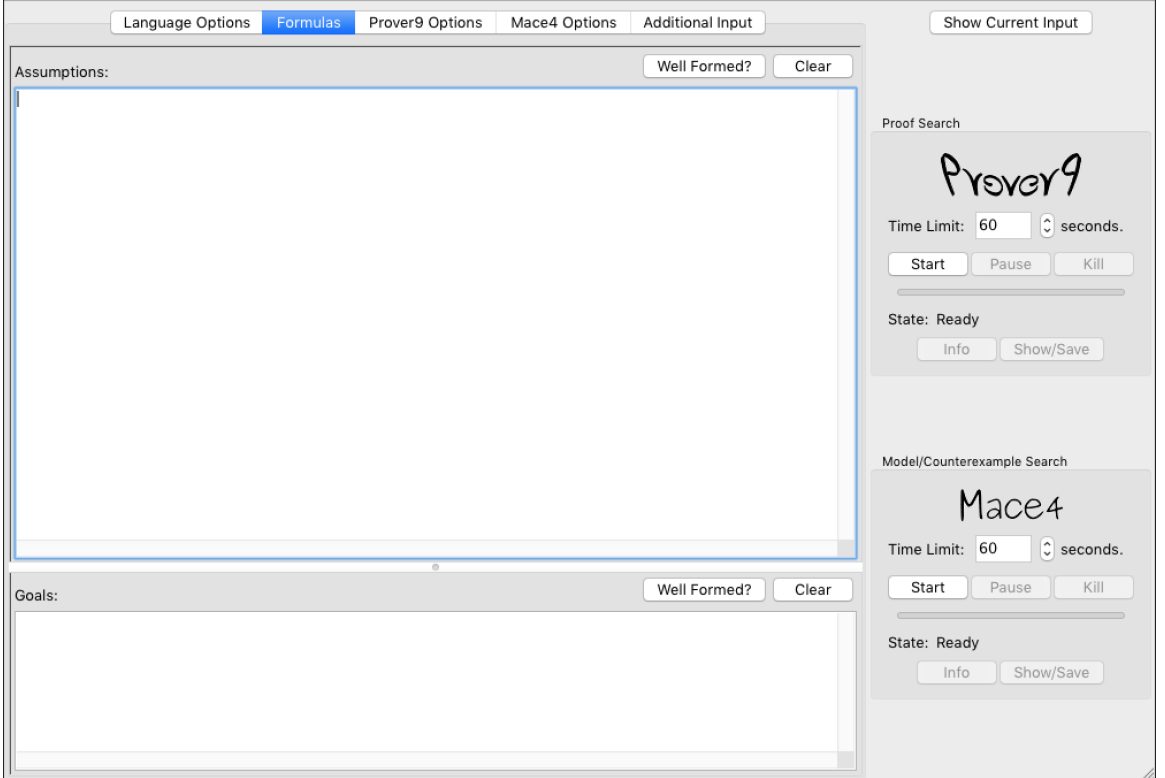 Language Options Formulas Prover9 Options Mace4 Options Additional Input Show Current Input
Assumptions: Well Formed? Clear
Proof Search
Prover9
Time Limit: 60 seconds.
Start Pause Kill
State: Ready
Info Show/Save
Model/Counterexample Search
Mace4
Time Limit: 60 seconds.
Goals: Well Formed? Clear
Start Pause Kill
State: Ready
Info Show/Save